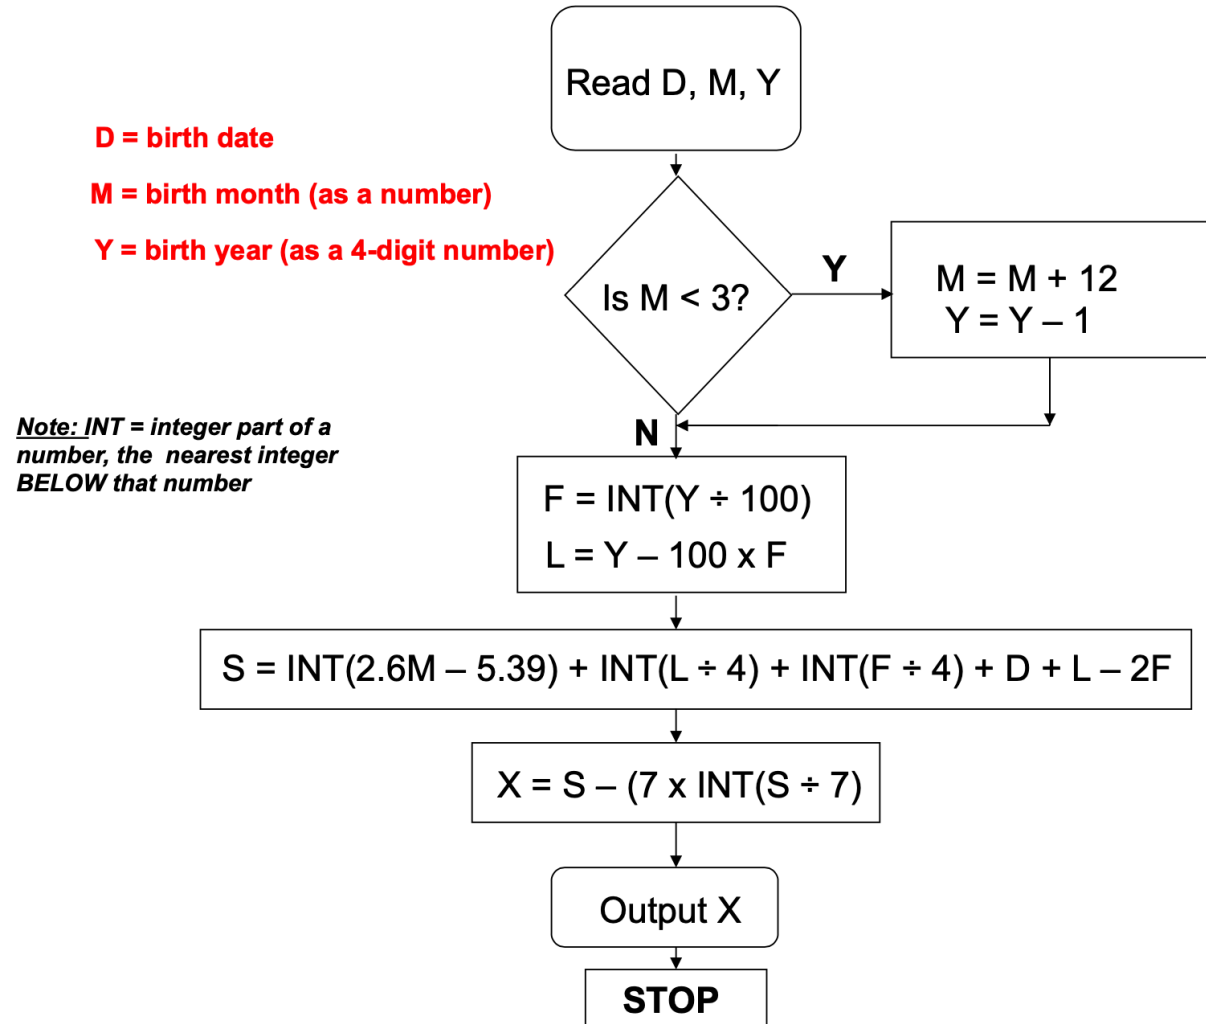 Read D, M, Y
D = birth date
M = birth month (as a number)
Y = birth year (as a 4-digit number)
Is M < 3?
Y
M = M + 12
Y = Y – 1
Note: INT = integer part of a
number, the nearest integer
BELOW that number
N
F = INT(Y ÷ 100)
L = Y – 100 x F
S = INT(2.6M – 5.39) + INT(L ÷ 4) + INT(F ÷ 4) + D + L – 2F
X = S – (7 x INT(S ÷ 7)
Output X
STOP